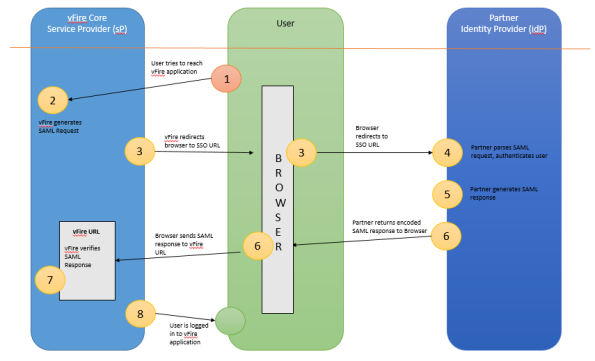 vFire Core
Service Provider (sP)
User
Partner
Identity Provider (idP)
User tries to reach
vFire application
1
2
vFire generates
SAML Request
3
vFire redirects
browser to SSO URL
BROWSER
3
Browser
redirects to
SSO URL
4
Partner parses SAML
request, authenticates user
5
Partner generates SAML
response
Partner returns encoded
SAML response to Browser
6
6
Browser sends SAML
response to vFire
URL
vFire URL
vFire verifies
SAML
Response
7
8
User is logged
in to vFire
application